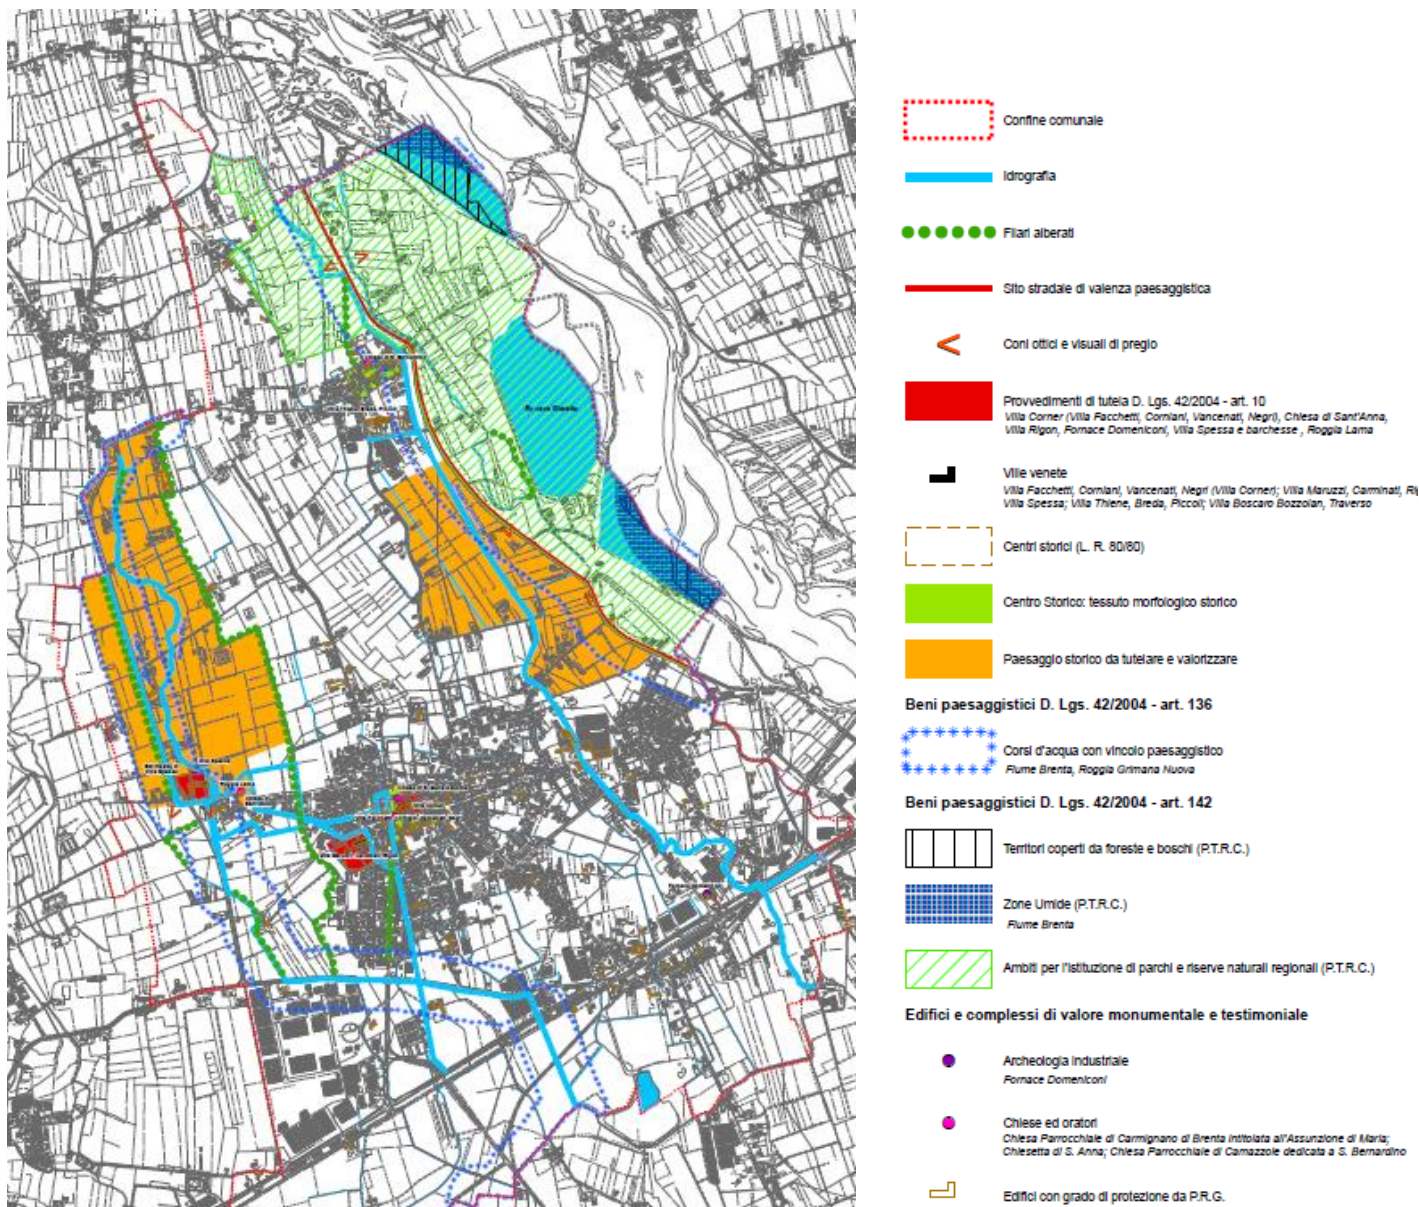 Confine comunale
Idrografia
Filari alberati
Sito stradale di valenza paesaggistica
Coni ottici e visuali di pregio
Provvedimenti di tutela D. Lgs. 42/2004 - art. 10
Villa Corner (Villa Facchetti, Corniani, Vancenati, Negri), Chiesa di Sant'Anna,
Villa Rigon, Fornace Domeniconi, Villa Spessa e barchesse , Roggia Lama
Ville venete
Villa Facchetti, Corniani, Vancenati, Negri (Villa Corner); Villa Maruzzi, Carminati, Rig
Villa Spessa; Villa Thiene, Breda, Piccoli; Villa Boscaro Bozzolan, Traverso
Centri storici (L. R. 80/80)
Centro Storico: tessuto morfologico storico
Paesaggio storico da tutelare e valorizzare
Beni paesaggistici D. Lgs. 42/2004 - art. 136
Corsi d'acqua con vincolo paesaggistico
Fiume Brenta, Roggia Grimana Nuova
Beni paesaggistici D. Lgs. 42/2004 - art. 142
Territori coperti da foreste e boschi (P.T.R.C.)
Zone Umide (P.T.R.C.)
Fiume Brenta
Ambiti per l'istituzione di parchi e riserve naturali regionali (P.T.R.C.)
Edifici e complessi di valore monumentale e testimoniale
Archeologia industriale
Fornace Domeniconi
Chiese ed oratori
Chiesa Parrocchiale di Carmignano di Brenta intitolata all'Assunzione di Maria;
Chiesetta di S. Anna; Chiesa Parrocchiale di Camazzole dedicata a S. Bernardino
Edifici con grado di protezione da P.R.G.